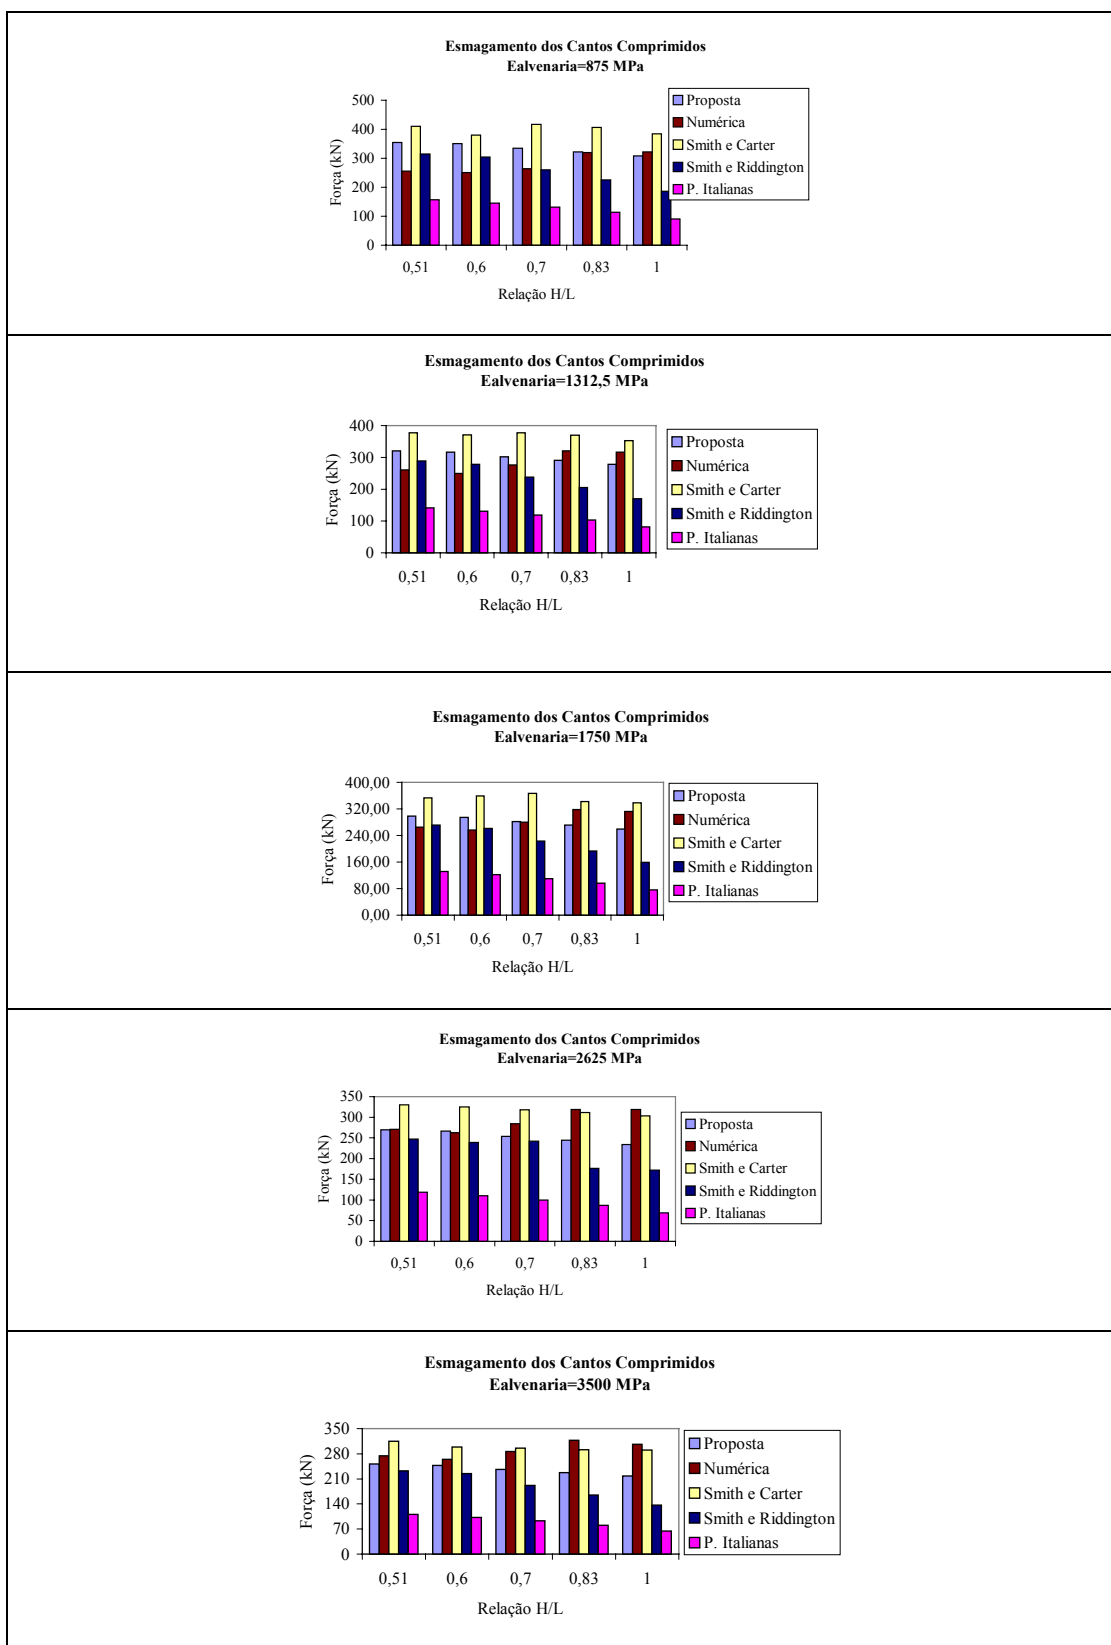 Esmagamento dos Cantos Comprimidos
Ealvenaria=875 MPa
500
400
300
200
100
0
Força (kN)
0,51 0,6 0,7 0,83 1
Relação H/L
Proposta
Numérica
Smith e Carter
Smith e Riddington
P. Italianas
Esmagamento dos Cantos Comprimidos
Ealvenaria=1312,5 MPa
400
300
200
100
0
Força (kN)
0,51 0,6 0,7 0,83 1
Relação H/L
Proposta
Numérica
Smith e Carter
Smith e Riddington
P. Italianas
Esmagamento dos Cantos Comprimidos
Ealvenaria=1750 MPa
400,00
320,00
240,00
160,00
80,00
0,00
Força (kN)
0,51 0,6 0,7 0,83 1
Relação H/L
Proposta
Numérica
Smith e Carter
Smith e Riddington
P. Italianas
Esmagamento dos Cantos Comprimidos
Ealvenaria=2625 MPa
350
300
250
200
150
100
50
0
Força (kN)
0,51 0,6 0,7 0,83 1
Relação H/L
Proposta
Numérica
Smith e Carter
Smith e Riddington
P. Italianas
Esmagamento dos Cantos Comprimidos
Ealvenaria=3500 MPa
350
280
210
140
70
0
Força (kN)
0,51 0,6 0,7 0,83 1
Relação H/L
Proposta
Numérica
Smith e Carter
Smith e Riddington
P. Italianas